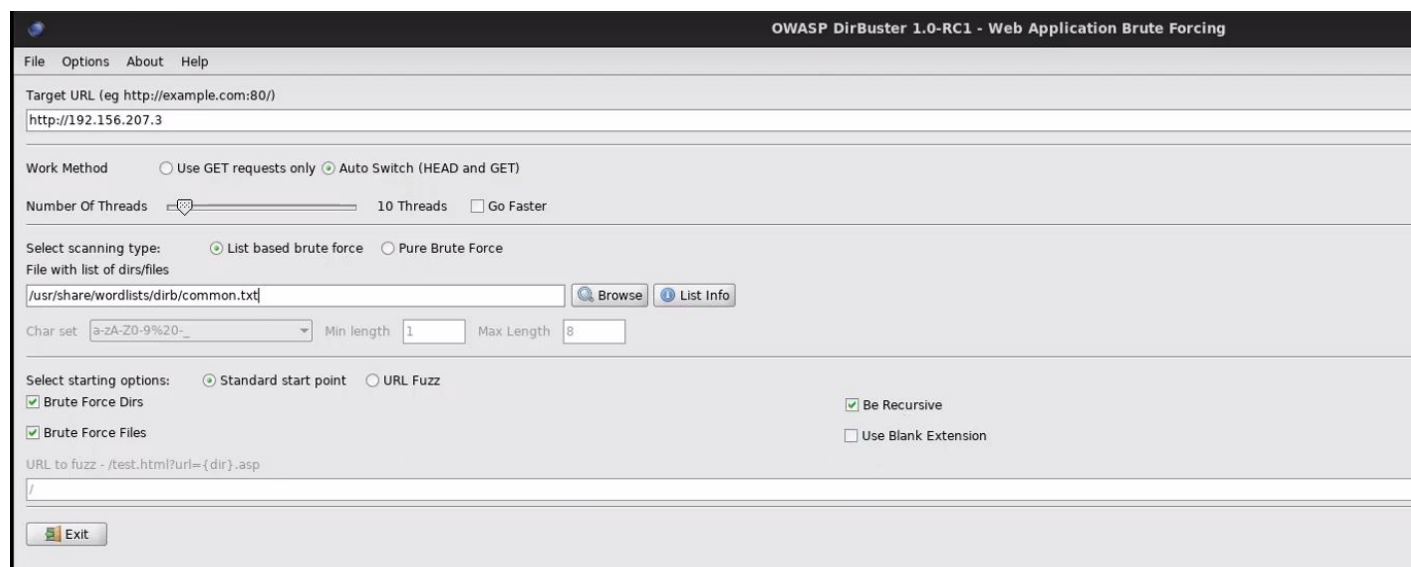 OWASP DirBuster 1.0-RC1 - Web Application Brute Forcing
File Options About Help
Target URL (eg http://example.com:80/)
http://192.156.207.3
Work Method Use GET requests only Auto Switch (HEAD and GET)
Number Of Threads 10 Threads Go Faster
Select scanning type: List based brute force Pure Brute Force
File with list of dirs/files
/usr/share/wordlists/dirb/common.txt Browse List Info
Char set a-zA-Z0-9%20-_ Min length 1 Max Length 8
Select starting options: Standard start point URL Fuzz
Brute Force Dirs Be Recursive
Brute Force Files Use Blank Extension
URL to fuzz - /test.html?url={dir}.asp
/
Exit